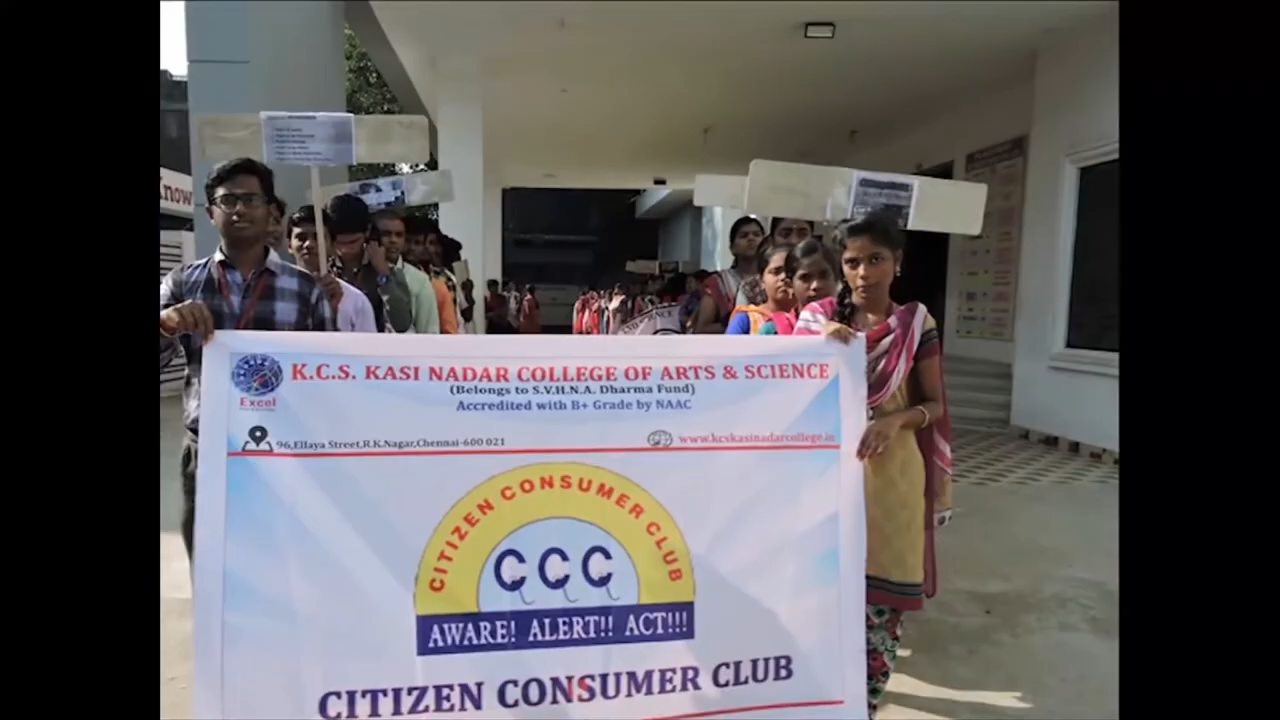 Know
K.C.S. KASI NADAR COLLEGE OF ARTS & SCIENCE
(Belongs to S.V.H.N.A. Dharma Fund)
Accredited with B+ Grade by NAAC
Excel
96,Ellaya Street,R.K.Nagar,Chennai-600 021
www.kcskasinadarcollege.in
CITIZEN CONSUMER CLUB
CCC
AWARE! ALERT!! ACT!!!
CITIZEN CONSUMER CLUB